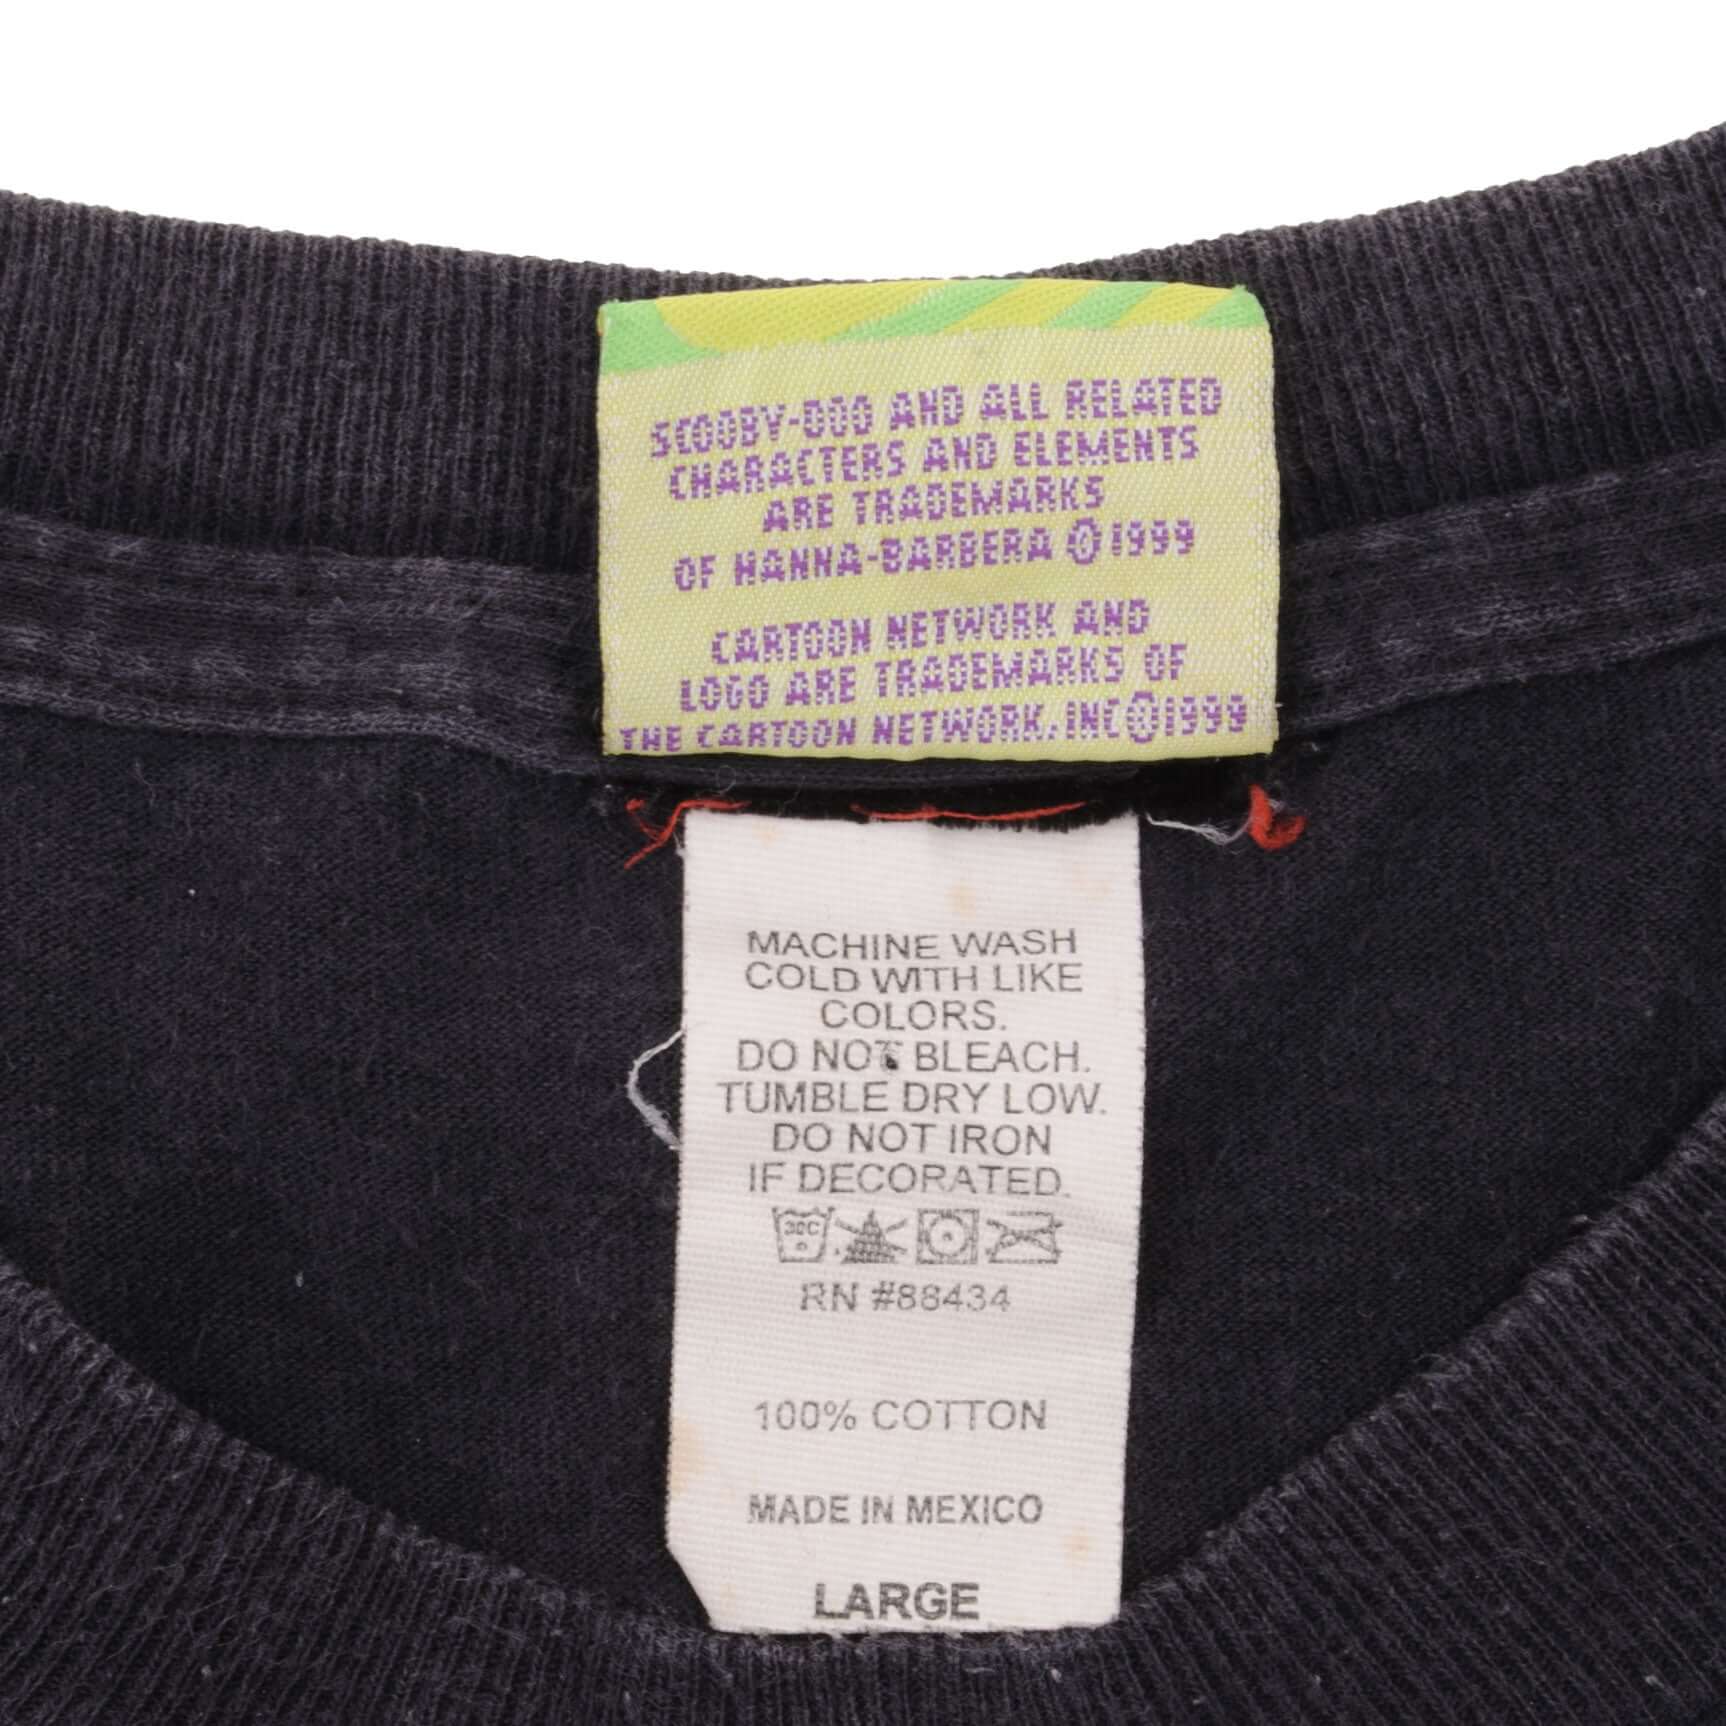 SCOOBY-DOO AND ALL RELATED
CHARACTERS AND ELEMENTS
ARE TRADEMARKS
OF HANNA-BARBERA ©1999
CARTOON NETWORK AND
LOGO ARE TRADEMARKS OF
THE CARTOON NETWORK, INC©1999
MACHINE WASH
COLD WITH LIKE
COLORS.
DO NOT BLEACH.
TUMBLE DRY LOW.
DO NOT IRON
IF DECORATED.
30C
RN #88434
100% COTTON
MADE IN MEXICO
LARGE